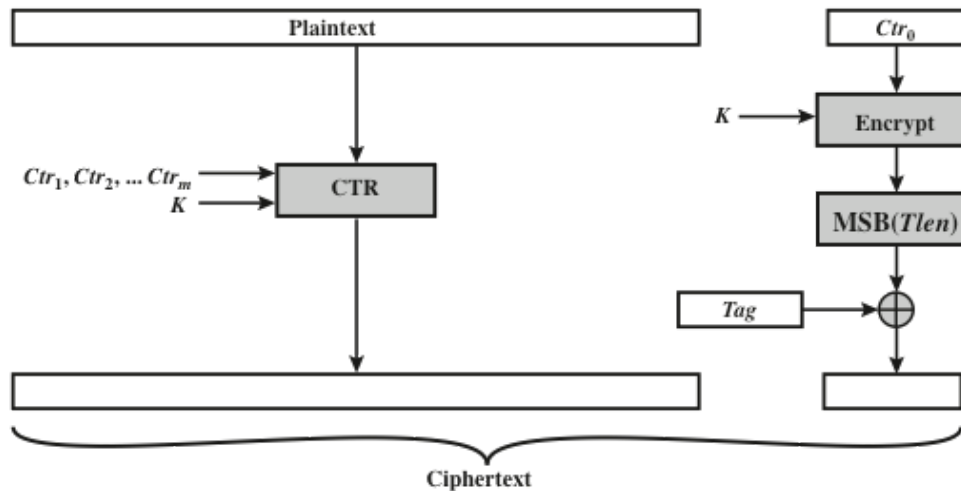 Plaintext
Ctr₀
K
Encrypt
Ctr₁, Ctr₂, ... Ctrₘ
K
CTR
MSB(Tlen)
Tag
Ciphertext